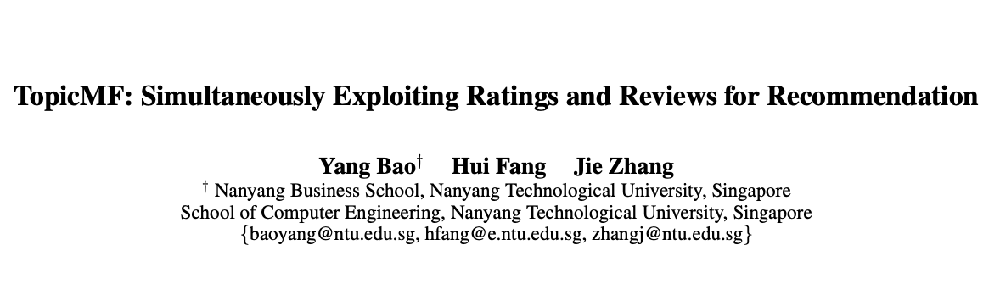 TopicMF: Simultaneously Exploiting Ratings and Reviews for Recommendation
Yang Bao† Hui Fang Jie Zhang
† Nanyang Business School, Nanyang Technological University, Singapore
School of Computer Engineering, Nanyang Technological University, Singapore
{baoyang@ntu.edu.sg, hfang@e.ntu.edu.sg, zhangj@ntu.edu.sg}